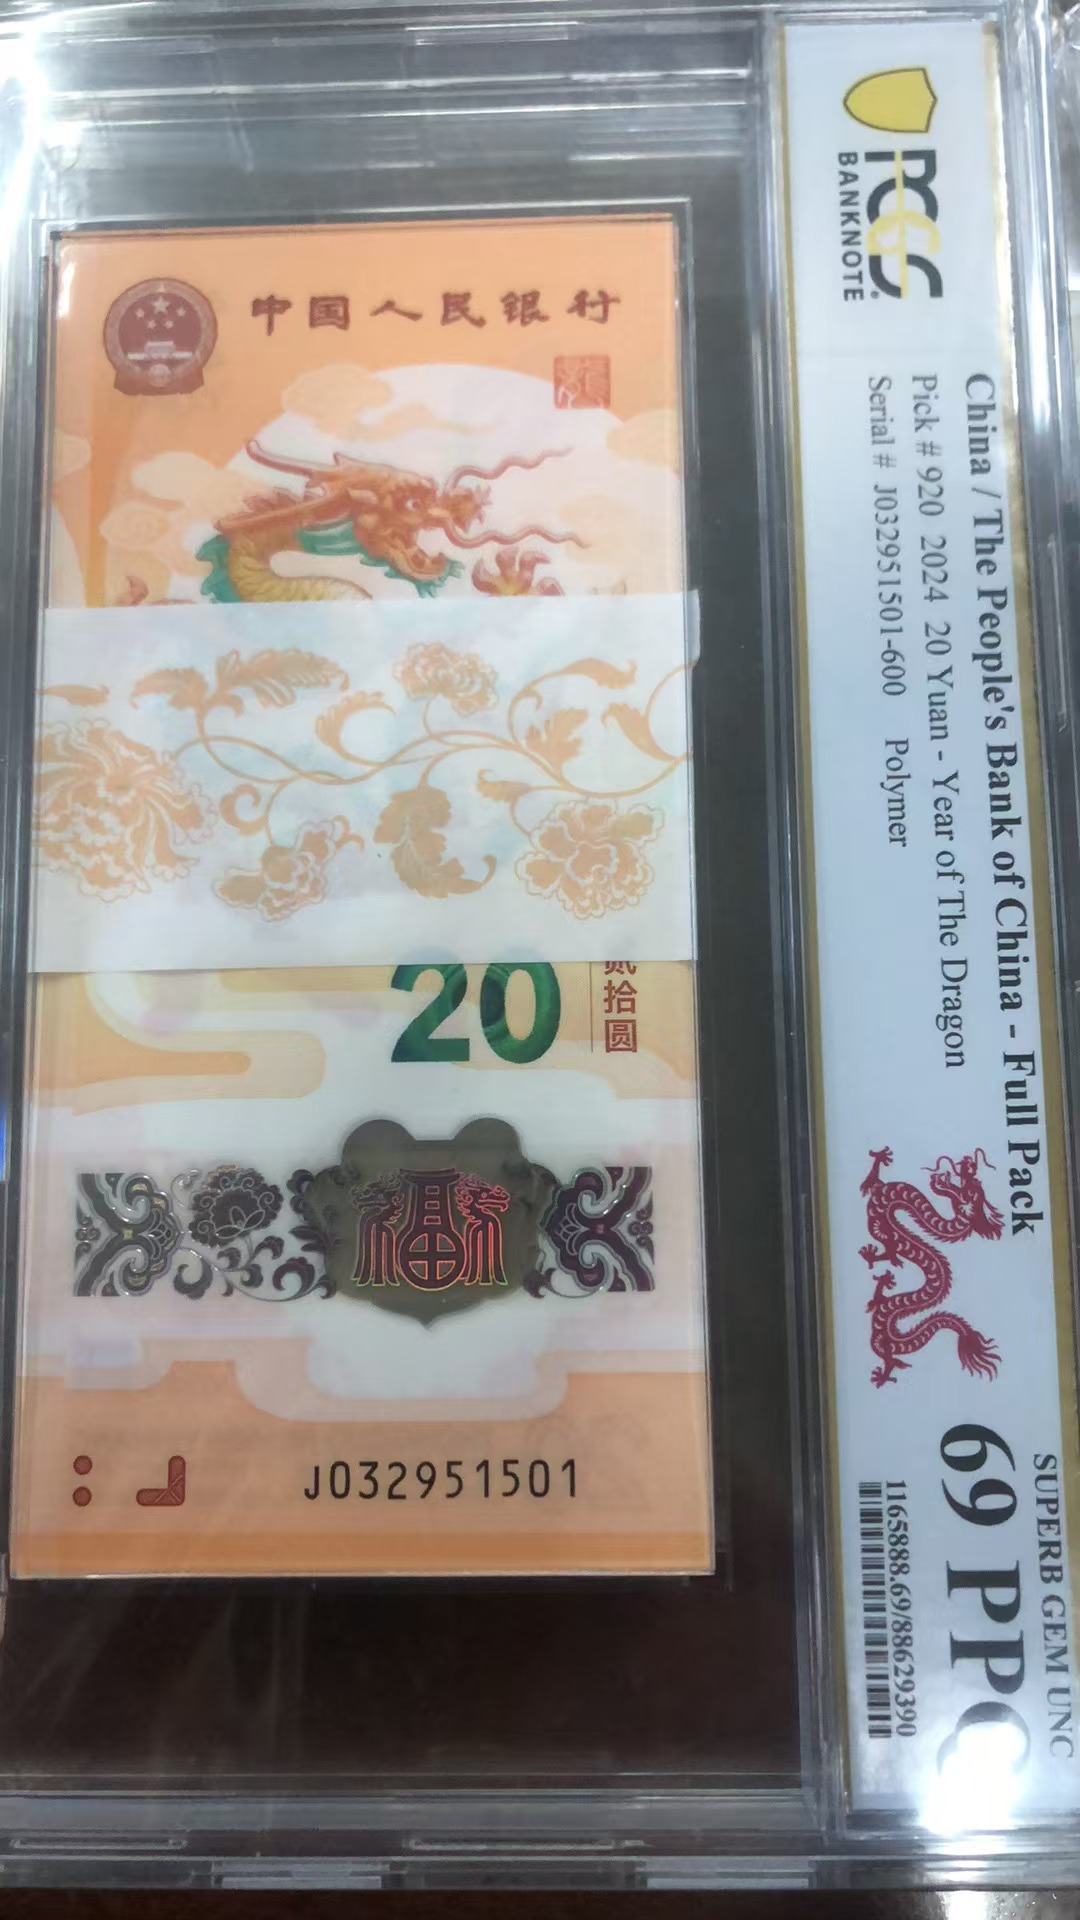 中国人民银行
20
贰拾圆
福
J032951501
PCGS
BANKNOTE
China / The People's Bank of China - Full Pack
Pick # 920 2024 20 Yuan - Year of The Dragon
Serial # J032951501-600 Polymer
SUPERB GEM UNC
69 PPQ
1165888.69/88629390